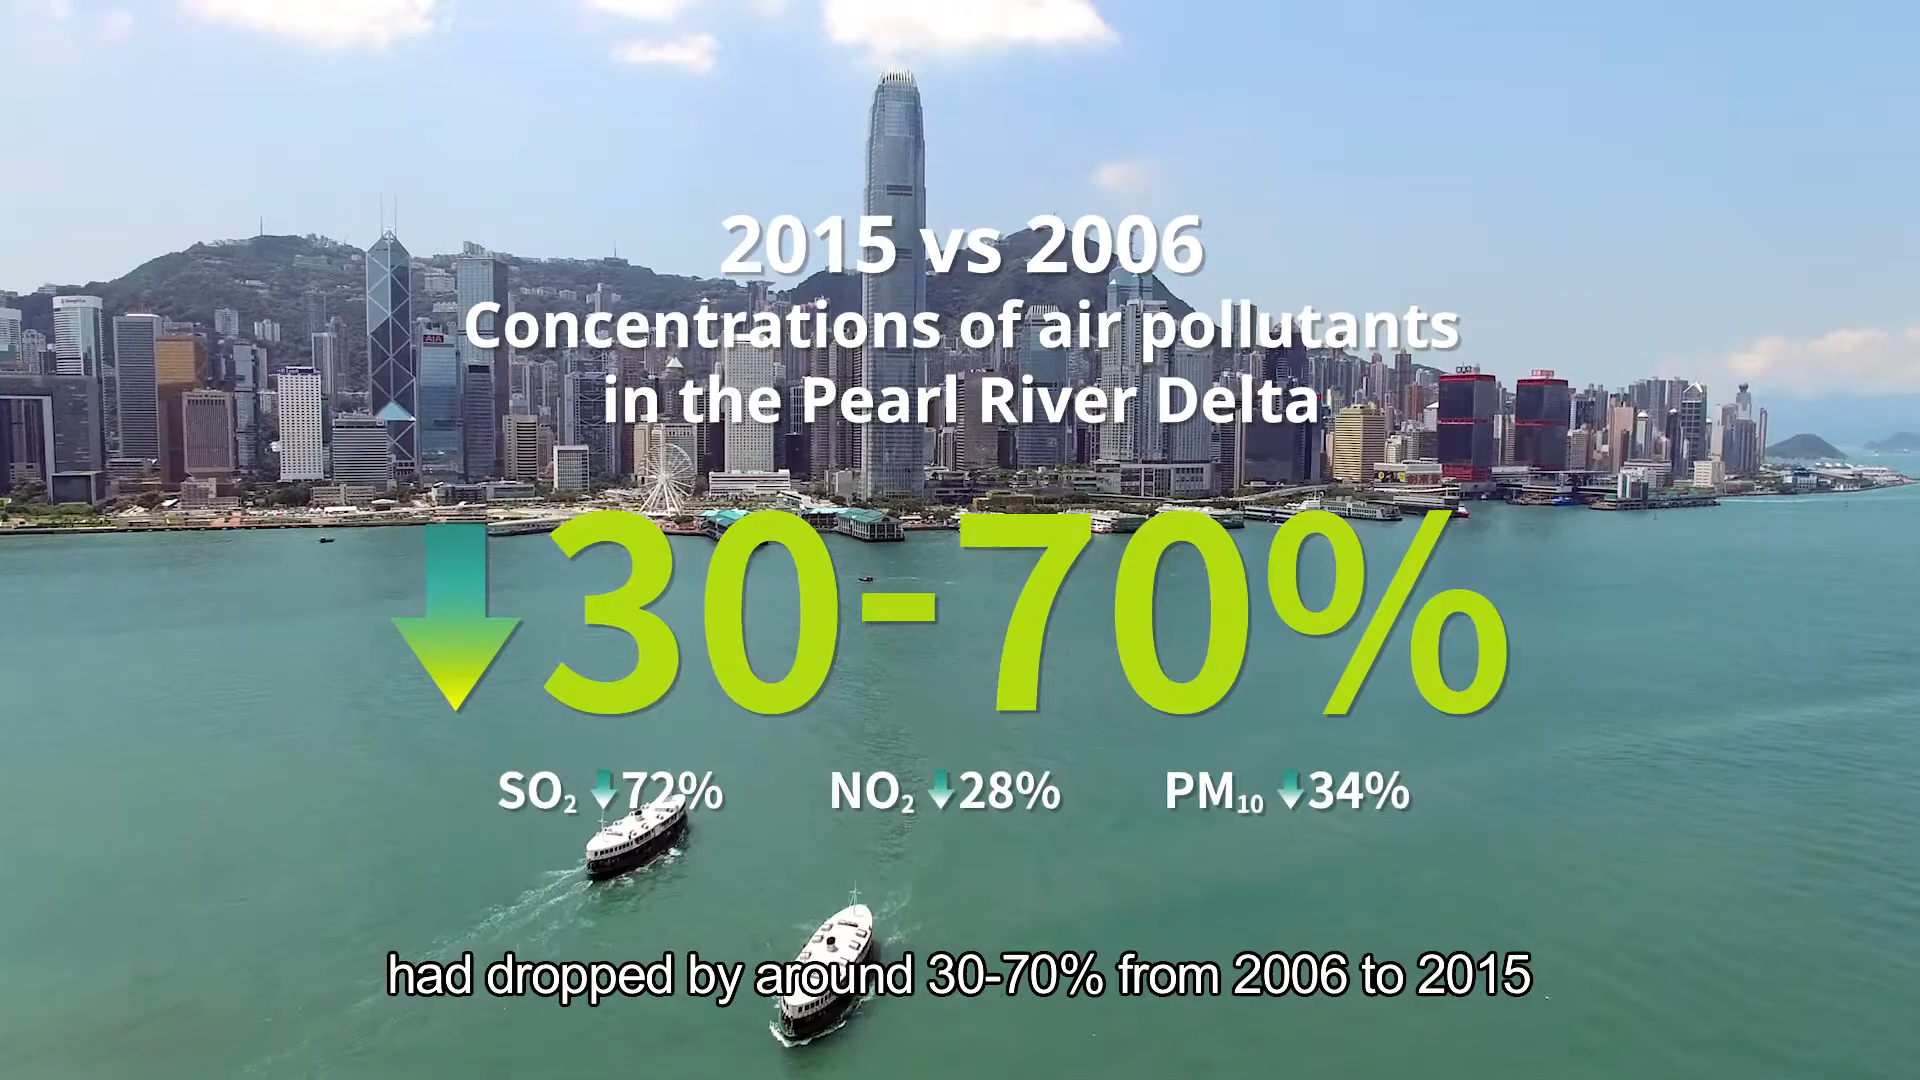 2015 vs 2006
Concentrations of air pollutants
in the Pearl River Delta
AIA
30-70%
SO₂ 72% NO₂ 28% PM₁₀ 34%
had dropped by around 30-70% from 2006 to 2015